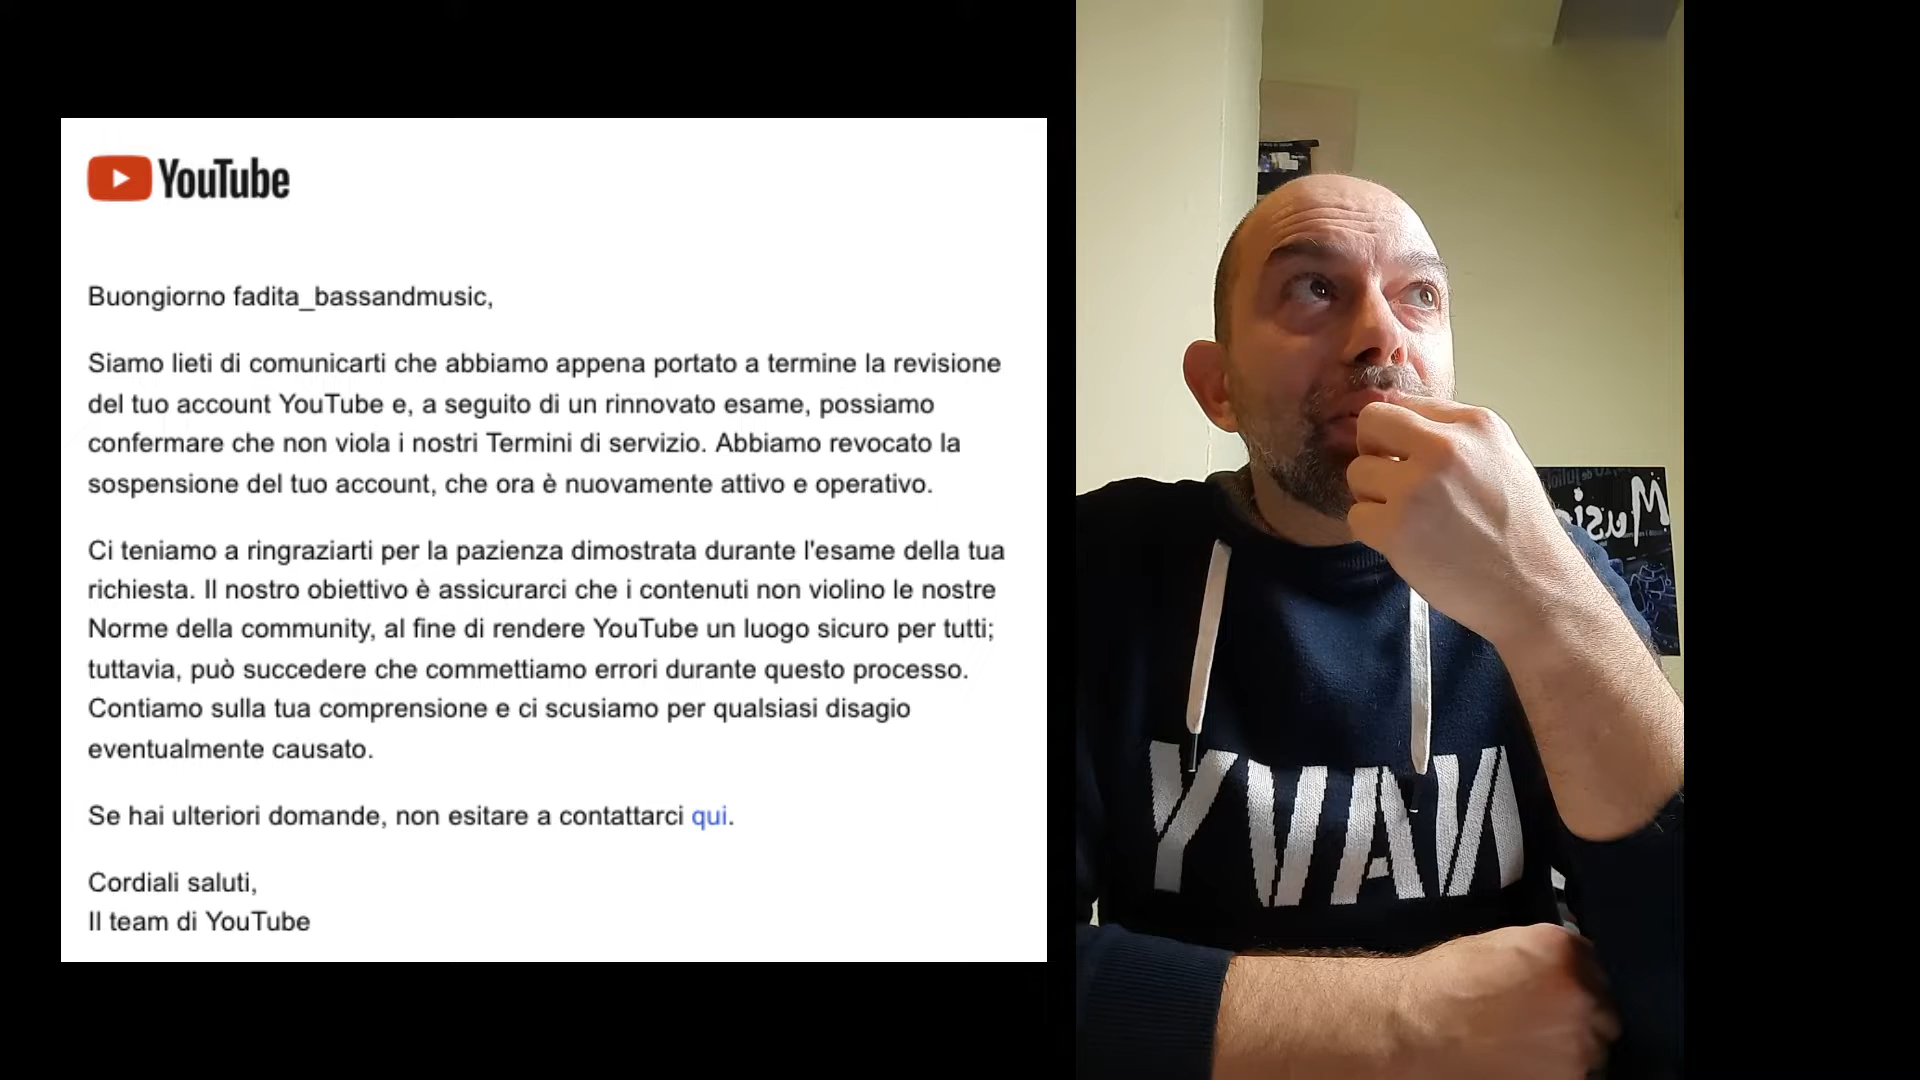 YouTube
Buongiorno fadita_bassandmusic,
Siamo lieti di comunicarti che abbiamo appena portato a termine la revisione
del tuo account YouTube e, a seguito di un rinnovato esame, possiamo
confermare che non viola i nostri Termini di servizio. Abbiamo revocato la
sospensione del tuo account, che ora è nuovamente attivo e operativo.
Ci teniamo a ringraziarti per la pazienza dimostrata durante l'esame della tua
richiesta. Il nostro obiettivo è assicurarci che i contenuti non violino le nostre
Norme della community, al fine di rendere YouTube un luogo sicuro per tutti;
tuttavia, può succedere che commettiamo errori durante questo processo.
Contiamo sulla tua comprensione e ci scusiamo per qualsiasi disagio
eventualmente causato.
Se hai ulteriori domande, non esitare a contattarci qui.
Cordiali saluti,
Il team di YouTube
NAVY